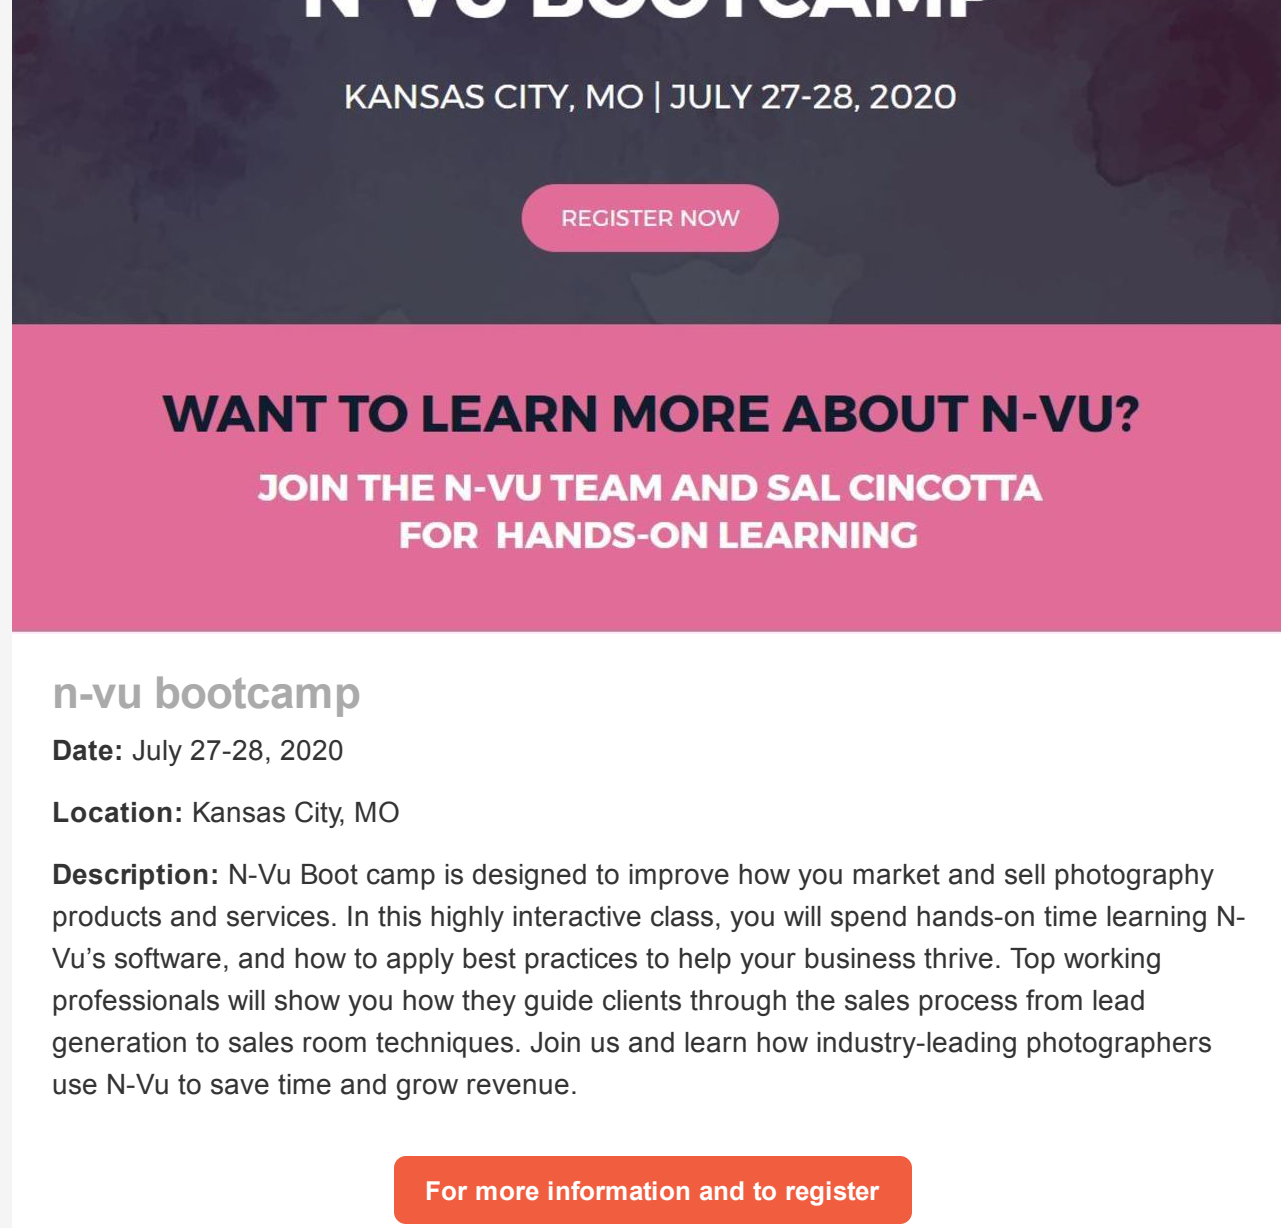 N-VU BOOTCAMP
KANSAS CITY, MO | JULY 27-28, 2020
REGISTER NOW
WANT TO LEARN MORE ABOUT N-VU?
JOIN THE N-VU TEAM AND SAL CINCOTTA
FOR HANDS-ON LEARNING
n-vu bootcamp
Date: July 27-28, 2020
Location: Kansas City, MO
Description: N-Vu Boot camp is designed to improve how you market and sell photography
products and services. In this highly interactive class, you will spend hands-on time learning N-
Vu’s software, and how to apply best practices to help your business thrive. Top working
professionals will show you how they guide clients through the sales process from lead
generation to sales room techniques. Join us and learn how industry-leading photographers
use N-Vu to save time and grow revenue.
For more information and to register